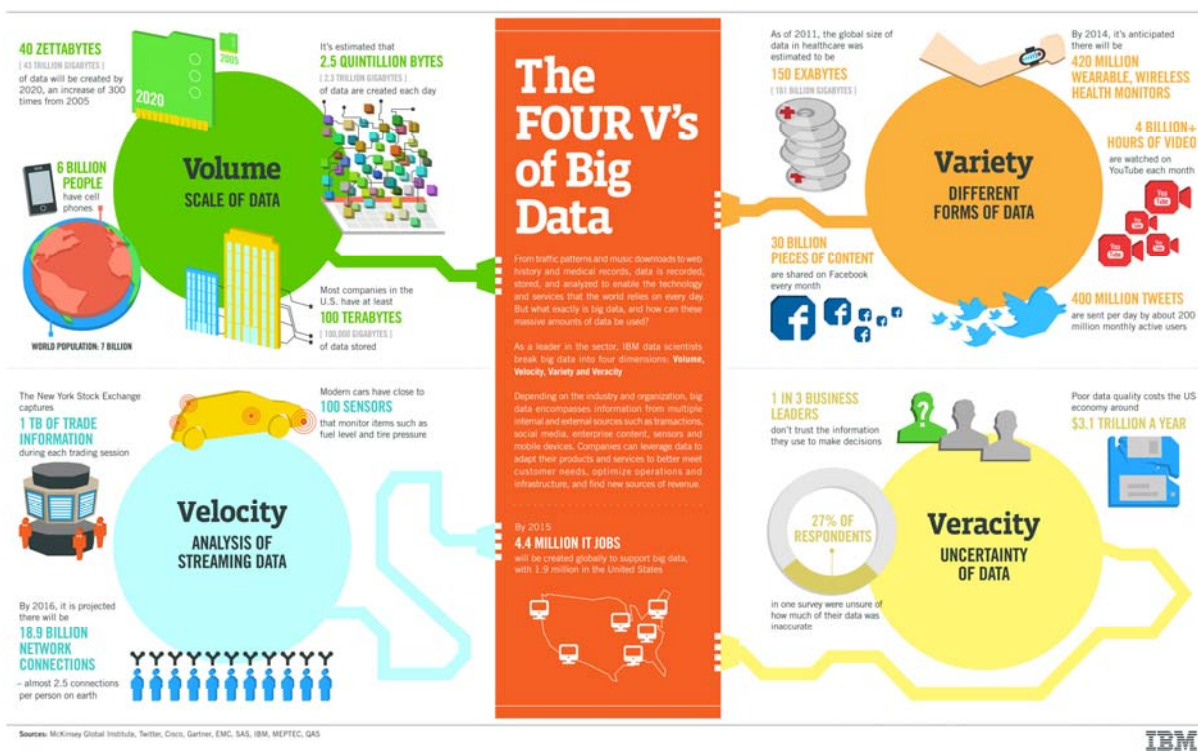 40 ZETTABYTES
[ 43 TRILLION GIGABYTES ]
of data will be created by
2020, an increase of 300
times from 2005
2005
2020
It's estimated that
2.5 QUINTILLION BYTES
[ 2.3 TRILLION GIGABYTES ]
of data are created each day
6 BILLION
PEOPLE
have cell
phones
WORLD POPULATION: 7 BILLION
Volume
SCALE OF DATA
Most companies in the
U.S. have at least
100 TERABYTES
[ 100,000 GIGABYTES ]
of data stored
The New York Stock Exchange
captures
1 TB OF TRADE
INFORMATION
during each trading session
Modern cars have close to
100 SENSORS
that monitor items such as
fuel level and tire pressure
Velocity
ANALYSIS OF
STREAMING DATA
By 2016, it is projected
there will be
18.9 BILLION
NETWORK
CONNECTIONS
– almost 2.5 connections
per person on earth
The
FOUR V's
of Big
Data
From traffic patterns and music downloads to web
history and medical records, data is recorded,
stored, and analyzed to enable the technology
and services that the world relies on every day.
But what exactly is big data, and how can these
massive amounts of data be used?
As a leader in the sector, IBM data scientists
break big data into four dimensions: Volume,
Velocity, Variety and Veracity
Depending on the industry and organization, big
data encompasses information from multiple
internal and external sources such as transactions,
social media, enterprise content, sensors and
mobile devices. Companies can leverage data to
adapt their products and services to better meet
customer needs, optimize operations and
infrastructure, and find new sources of revenue.
By 2015
4.4 MILLION IT JOBS
will be created globally to support big data,
with 1.9 million in the United States
As of 2011, the global size of
data in healthcare was
estimated to be
150 EXABYTES
[ 161 BILLION GIGABYTES ]
By 2014, it's anticipated
there will be
420 MILLION
WEARABLE, WIRELESS
HEALTH MONITORS
Variety
DIFFERENT
FORMS OF DATA
4 BILLION+
HOURS OF VIDEO
are watched on
YouTube each month
You
Tube
You
Tube
You
Tube
You
Tube
30 BILLION
PIECES OF CONTENT
are shared on Facebook
every month
f
f
f
f
f
f
400 MILLION TWEETS
are sent per day by about 200
million monthly active users
1 IN 3 BUSINESS
LEADERS
don't trust the information
they use to make decisions
?
Poor data quality costs the US
economy around
$3.1 TRILLION A YEAR
27% OF
RESPONDENTS
in one survey were unsure of
how much of their data was
inaccurate
Veracity
UNCERTAINTY
OF DATA
Sources: McKinsey Global Institute, Twitter, Cisco, Gartner, EMC, SAS, IBM, MEPTEC, QAS
IBM